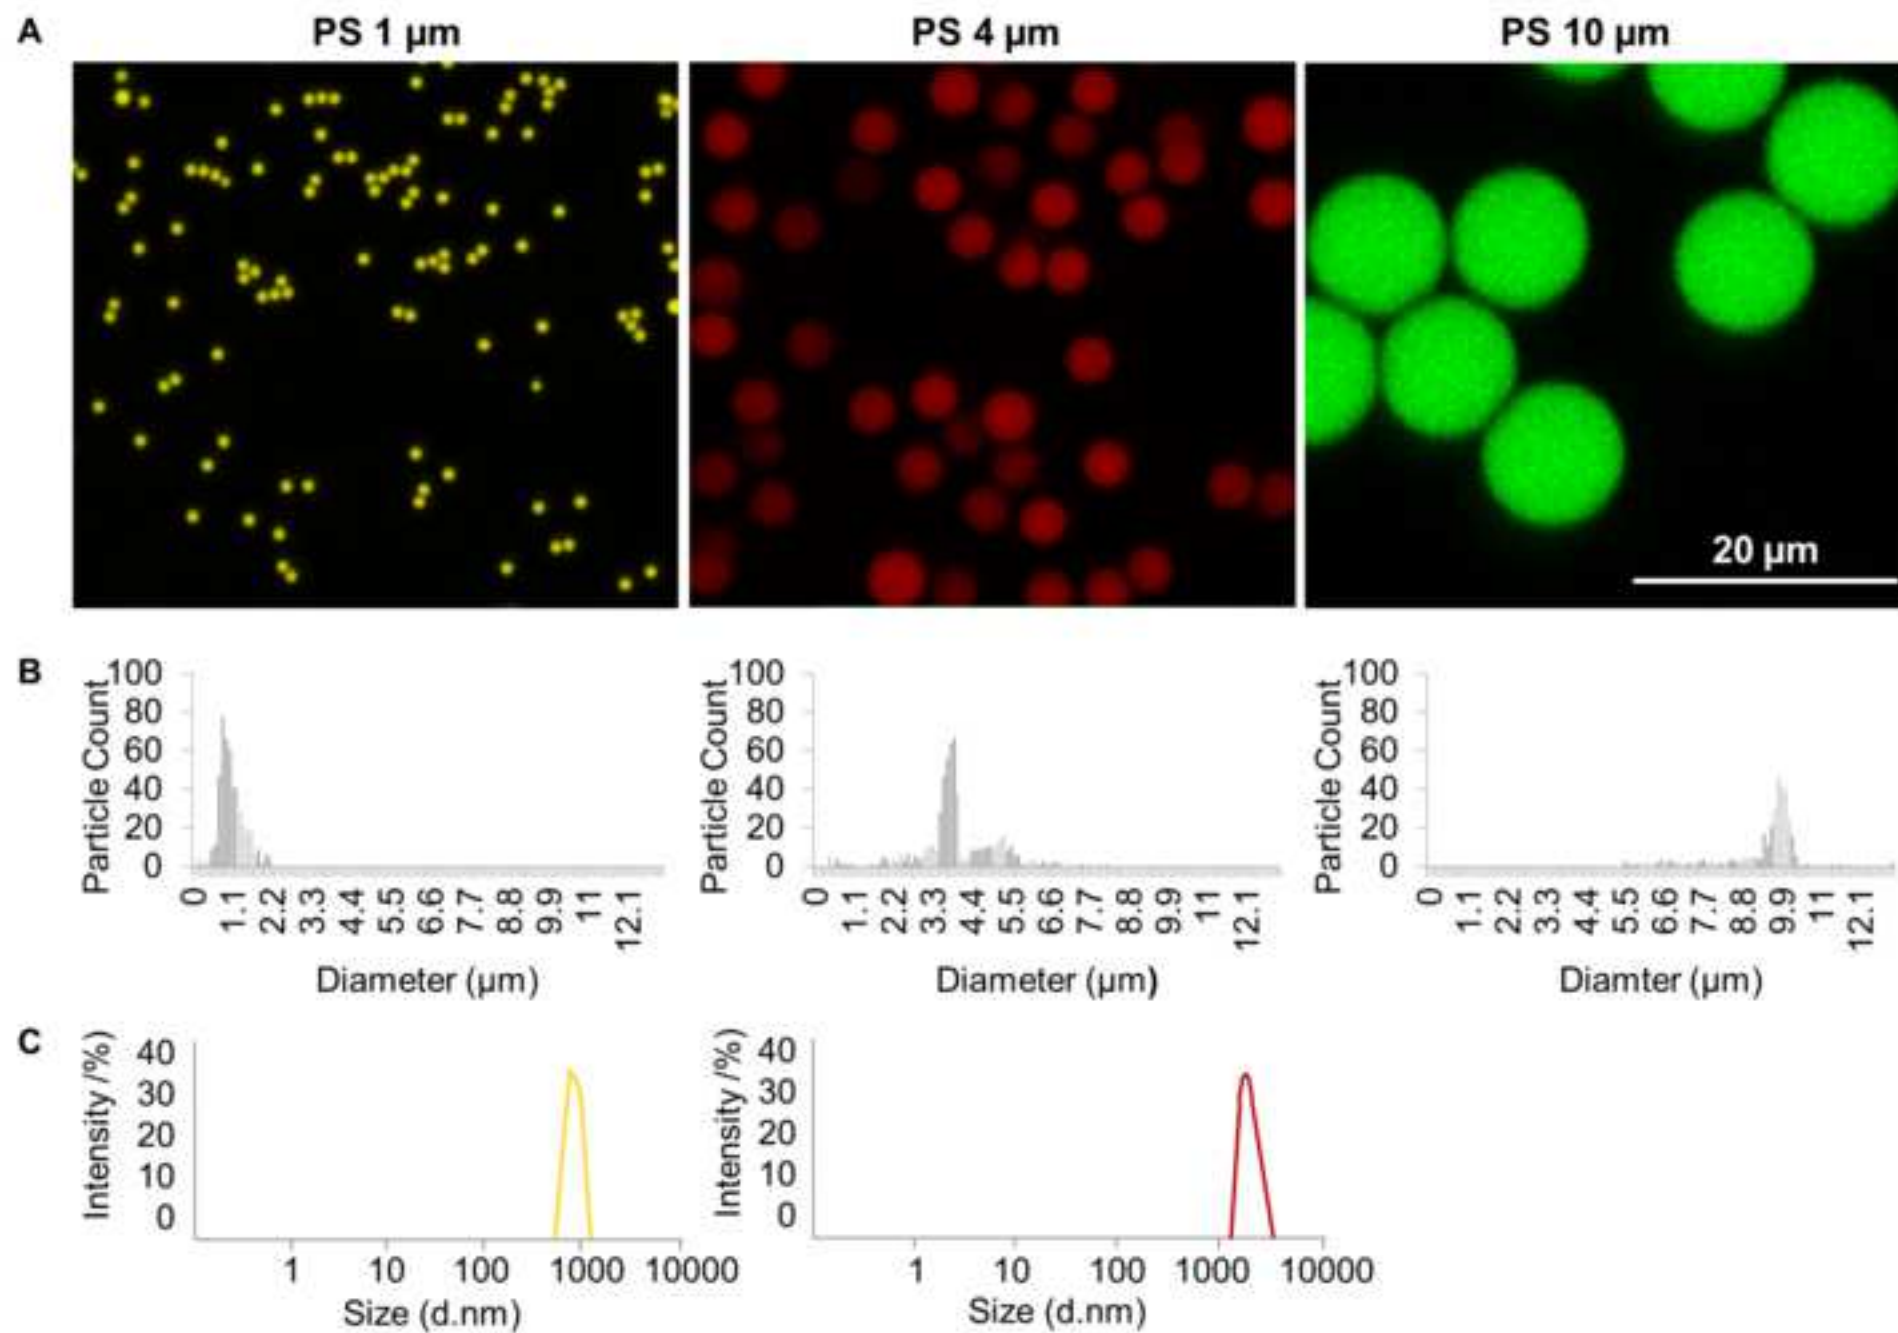 A
PS 1 µm
PS 4 µm
PS 10 µm
20 µm
B
Particle Count
100
80
60
40
20
0
0 1.1 2.2 3.3 4.4 5.5 6.6 7.7 8.8 9.9 11 12.1
Diameter (µm)
Particle Count
100
80
60
40
20
0
0 1.1 2.2 3.3 4.4 5.5 6.6 7.7 8.8 9.9 11 12.1
Diameter (µm)
Particle Count
100
80
60
40
20
0
0 1.1 2.2 3.3 4.4 5.5 6.6 7.7 8.8 9.9 11 12.1
Diamter (µm)
C
Intensity /%)
40
30
20
10
0
1 10 100 1000 10000
Size (d.nm)
Intensity /%)
40
30
20
10
0
1 10 100 1000 10000
Size (d.nm)